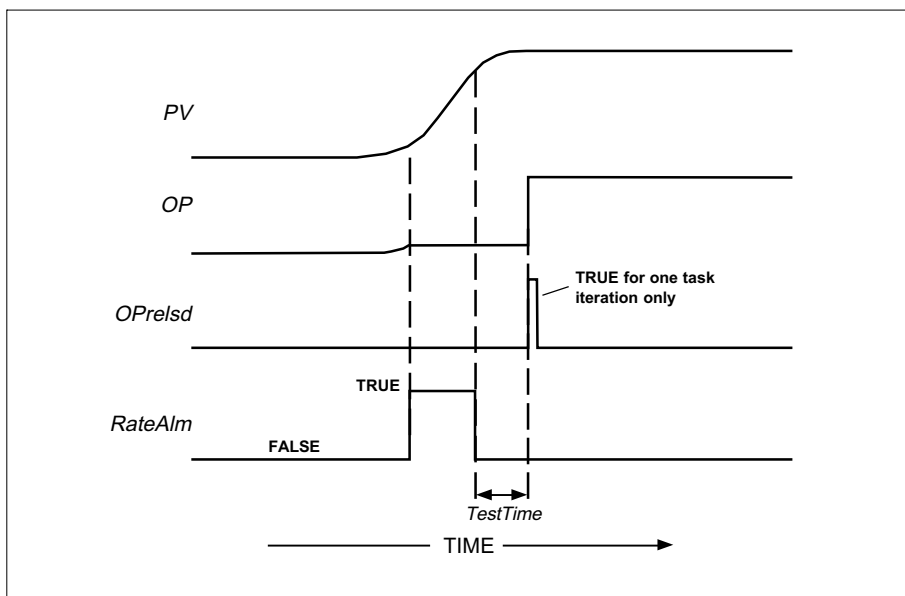 PV
OP
TRUE for one task
iteration only
OPrelsd
TRUE
RateAlm
FALSE
TestTime
TIME